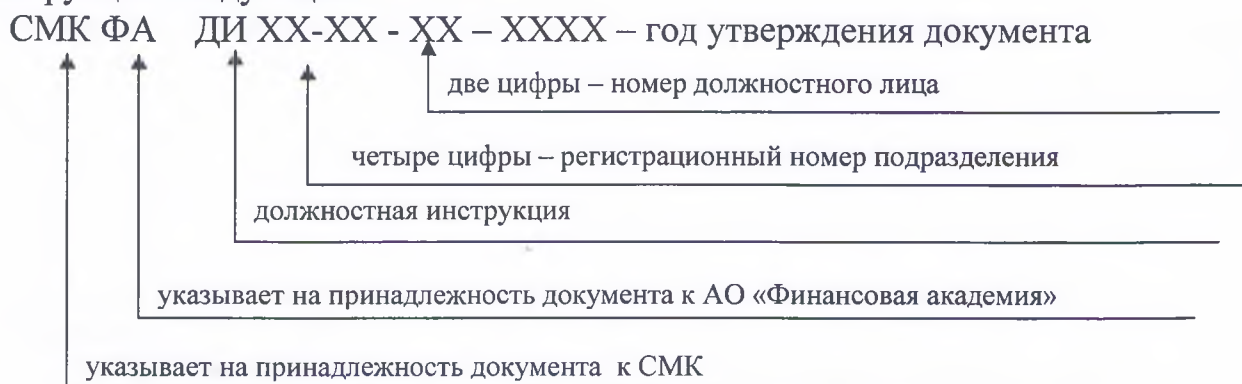 СМК ФА ДИ ХХ-ХХ - ХХ – ХХХХ – год утверждения документа
две цифры – номер должностного лица
четыре цифры – регистрационный номер подразделения
должностная инструкция
указывает на принадлежность документа к АО «Финансовая академия»
указывает на принадлежность документа к СМК